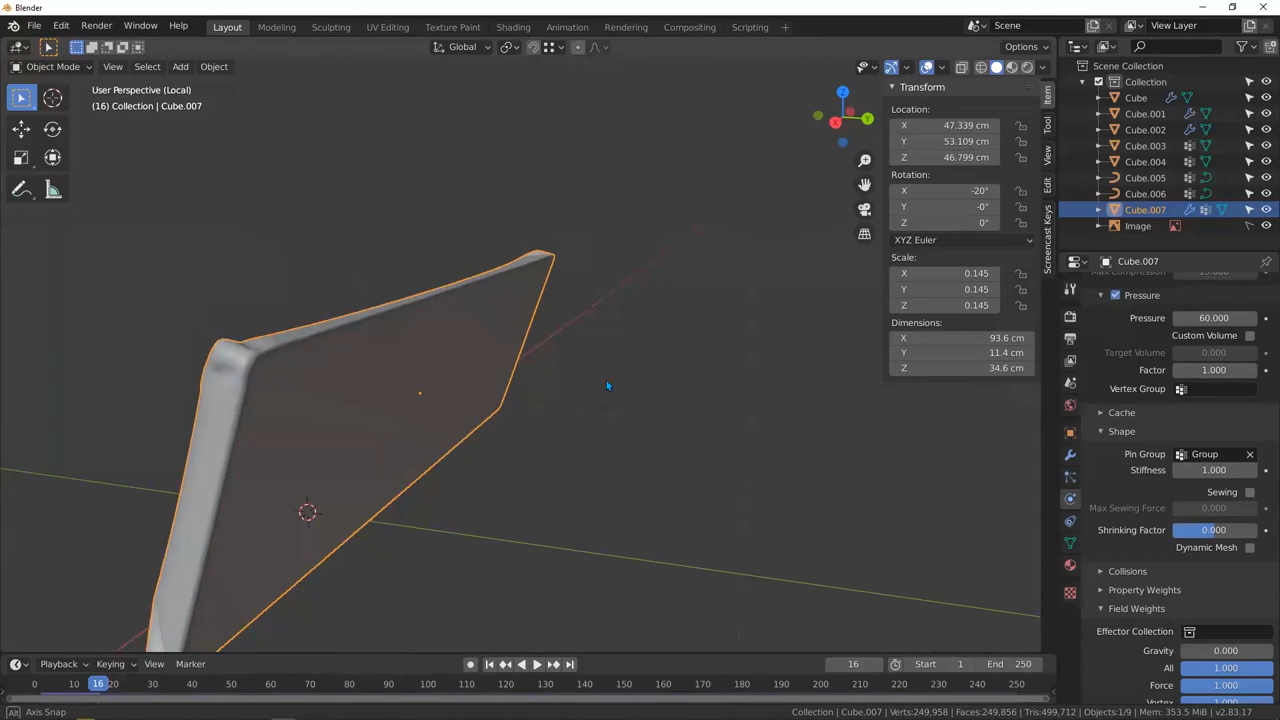 Blender
File Edit Render Window Help Layout Modeling Sculpting UV Editing Texture Paint Shading Animation Rendering Compositing Scripting + Scene View Layer
Global Options
Object Mode View Select Add Object
User Perspective (Local)
(16) Collection | Cube.007
Z
Y
X
Transform
Location:
X 47.339 cm
Y 53.109 cm
Z 46.799 cm
Rotation:
X -20°
Y -0°
Z 0°
XYZ Euler
Scale:
X 0.145
Y 0.145
Z 0.145
Dimensions:
X 93.6 cm
Y 11.4 cm
Z 34.6 cm
Item
Tool
View
Edit
Screencast Keys
Scene Collection
Collection
Cube
Cube.001
Cube.002
Cube.003
Cube.004
Cube.005
Cube.006
Cube.007
Image
Cube.007
Max Compression
Pressure
Pressure 60.000
Custom Volume
Target Volume 0.000
Factor 1.000
Vertex Group
Cache
Shape
Pin Group Group
Stiffness 1.000
Sewing
Max Sewing Force 0.000
Shrinking Factor 0.000
Dynamic Mesh
Collisions
Property Weights
Field Weights
Effector Collection
Gravity 0.000
All 1.000
Force 1.000
Vortex 1.000
Playback Keying View Marker 16 Start 1 End 250
0 10 16 20 30 40 50 60 70 80 90 100 110 120 130 140 150 160 170 180 190 200 210 220 230 240 250
Alt Axis Snap Collection | Cube.007 | Verts:249,958 | Faces:249,856 | Tris:499,712 | Objects:1/9 | Mem: 353.5 MiB | v2.83.17